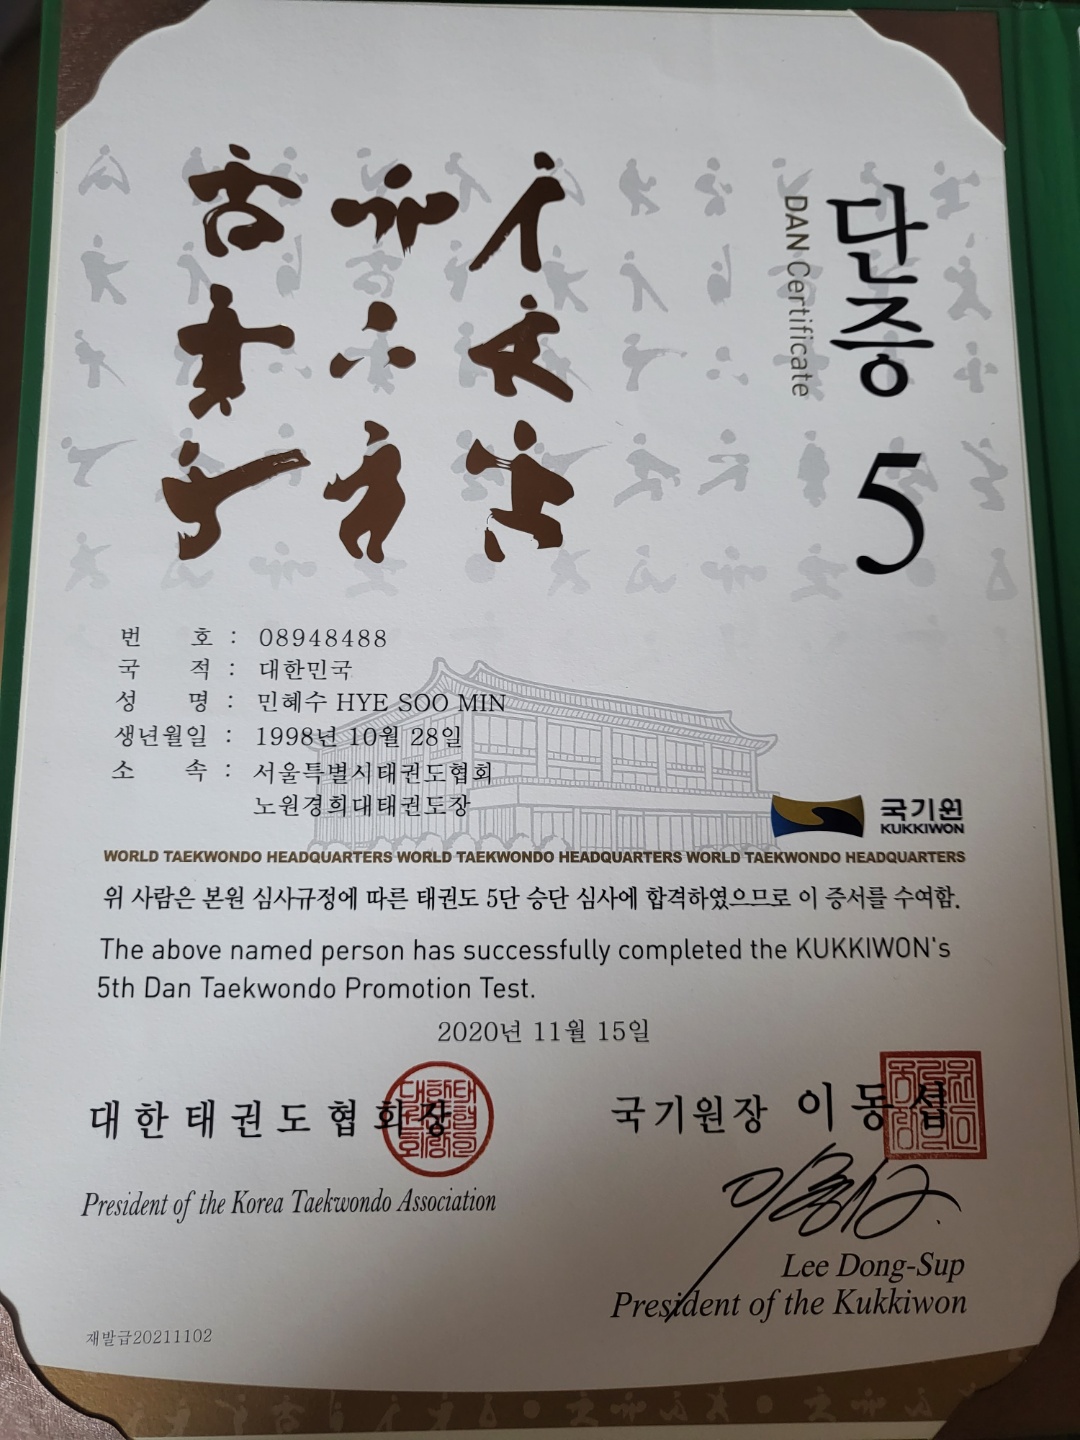 단증 5
DAN Certificate
번 호 : 08948488
국 적 : 대한민국
성 명 : 민혜수 HYE SOO MIN
생년월일 : 1998년 10월 28일
소 속 : 서울특별시태권도협회
노원경희대태권도장
국기원
KUKKIWON
WORLD TAEKWONDO HEADQUARTERS WORLD TAEKWONDO HEADQUARTERS WORLD TAEKWONDO HEADQUARTERS
위 사람은 본원 심사규정에 따른 태권도 5단 승단 심사에 합격하였으므로 이 증서를 수여함.
The above named person has successfully completed the KUKKIWON's
5th Dan Taekwondo Promotion Test.
2020년 11월 15일
대한태권도협회장
President of the Korea Taekwondo Association
국기원장 이동섭
Lee Dong-Sup
President of the Kukkiwon
재발급20211102